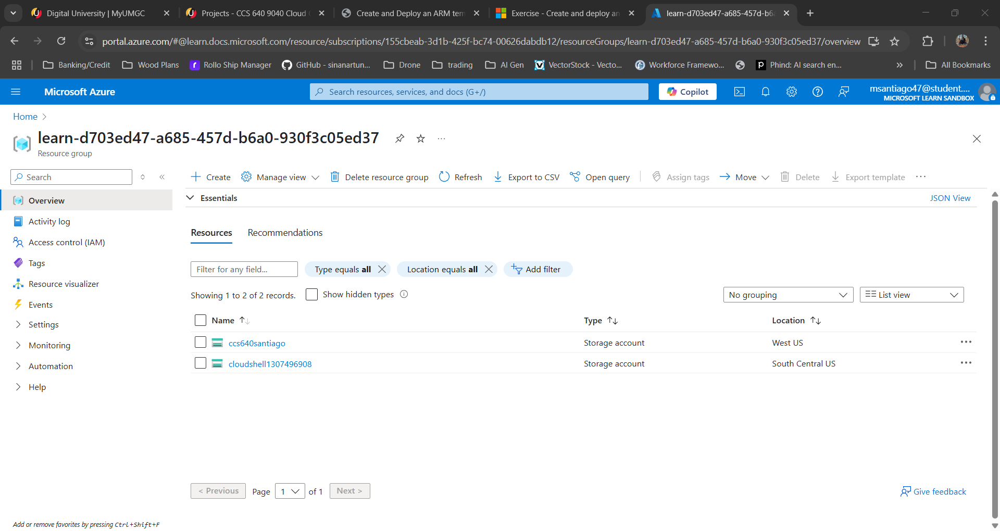 Digital University | MyUMGC
Projects - CCS 640 9040 Cloud C
Create and Deploy an ARM tem
Exercise - Create and deploy an
learn-d703ed47-a685-457d-b6a
portal.azure.com/#@learn.docs.microsoft.com/resource/subscriptions/155cbeab-3d1b-425f-bc74-00626dabdb12/resourceGroups/learn-d703ed47-a685-457d-b6a0-930f3c05ed37/overview
Banking/Credit
Wood Plans
Rollo Ship Manager
GitHub - sinanartun...
Drone
trading
AI Gen
VectorStock - Vecto...
Workforce Framewo...
Phind: AI search en...
All Bookmarks
Microsoft Azure
Search resources, services, and docs (G+/)
Copilot
msantiago47@student....
MICROSOFT LEARN SANDBOX
Home
learn-d703ed47-a685-457d-b6a0-930f3c05ed37
Resource group
Search
Create
Manage view
Delete resource group
Refresh
Export to CSV
Open query
Assign tags
Move
Delete
Export template
Overview
Activity log
Access control (IAM)
Tags
Resource visualizer
Events
Settings
Monitoring
Automation
Help
Essentials
JSON View
Resources
Recommendations
Filter for any field...
Type equals all
Location equals all
Add filter
Showing 1 to 2 of 2 records.
Show hidden types
No grouping
List view
Name
Type
Location
ccs640santiago
Storage account
West US
cloudshell1307496908
Storage account
South Central US
< Previous
Page
1
of 1
Next >
Give feedback
Add or remove favorites by pressing Ctrl+Shift+F